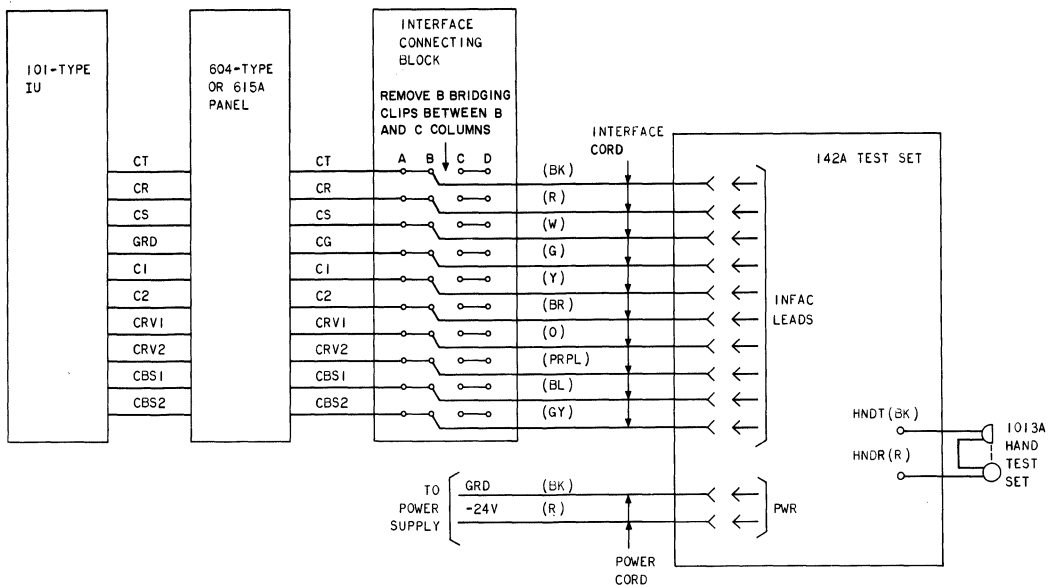 101-TYPE
IU
604-TYPE
OR 615A
PANEL
INTERFACE
CONNECTING
BLOCK
REMOVE B BRIDGING
CLIPS BETWEEN B
AND C COLUMNS
A B C D
INTERFACE
CORD
142A TEST SET
CT
CR
CS
GRD
C1
C2
CRV1
CRV2
CBS1
CBS2
CT
CR
CS
CG
C1
C2
CRV1
CRV2
CBS1
CBS2
(BK)
(R)
(W)
(G)
(Y)
(BR)
(O)
(PRPL)
(BL)
(GY)
INFAC
LEADS
HNDT (BK)
HNDR (R)
1013A
HAND
TEST
SET
TO
POWER
SUPPLY
GRD (BK)
-24V (R)
PWR
POWER
CORD